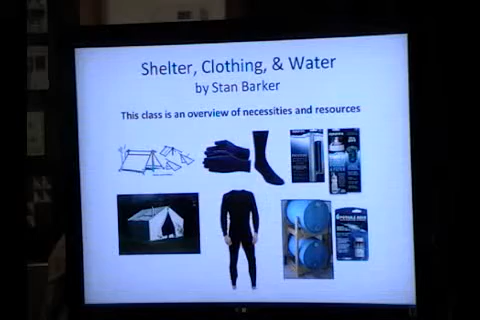 Shelter, Clothing, & Water
by Stan Barker
This class is an overview of necessities and resources